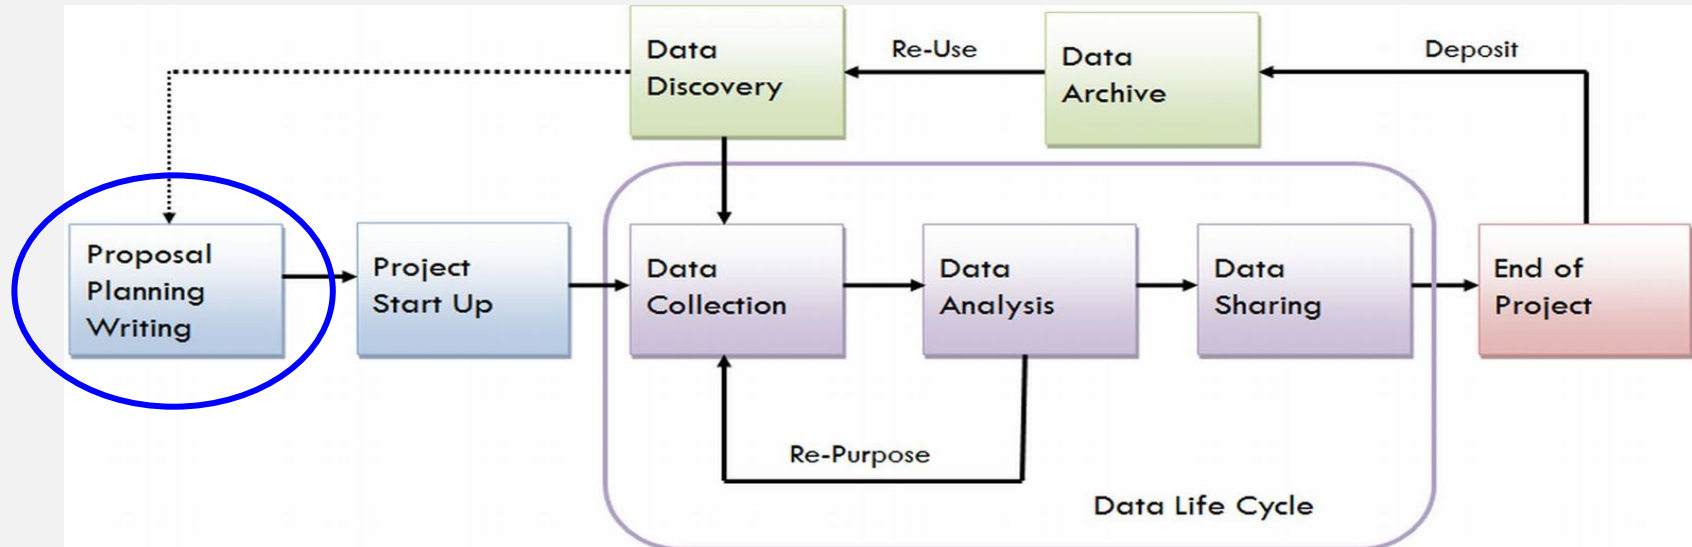 Data
Discovery
Re-Use
Data
Archive
Deposit
Proposal
Planning
Writing
Project
Start Up
Data
Collection
Data
Analysis
Data
Sharing
End of
Project
Re-Purpose
Data Life Cycle